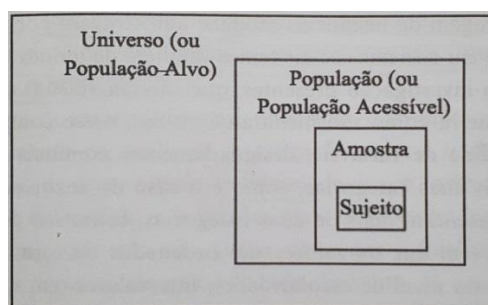 Universo (ou
População-Alvo)
População (ou
População Acessível)
Amostra
Sujeito